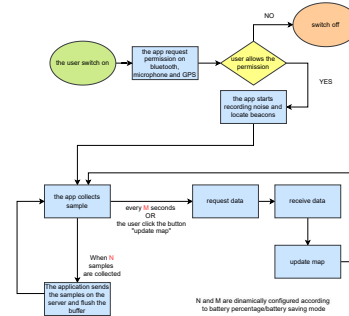 NO
switch off
the user switch on
the app request
permission on
bluetooth,
microphone and GPS
user allows the
permission
YES
the app starts
recording noise and
locate beacons
the app collects
sample
every M seconds
OR
the user click the button
"update map"
request data
receive data
update map
When N
samples
are collected
The application sends
the samples on the
server and flush the
buffer
N and M are dinamically configured according
to battery percentage/battery saving mode